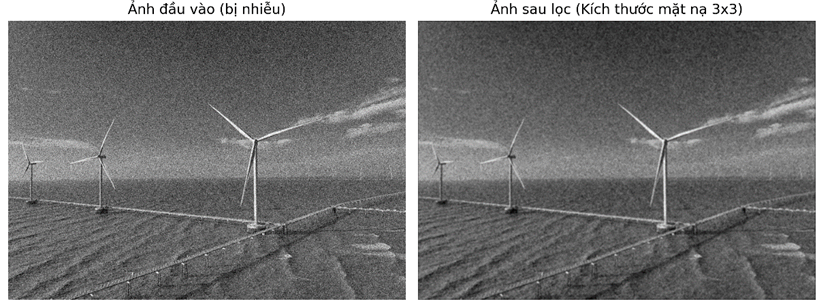 Ảnh đầu vào (bị nhiễu)
Ảnh sau lọc (Kích thước mặt nạ 3x3)